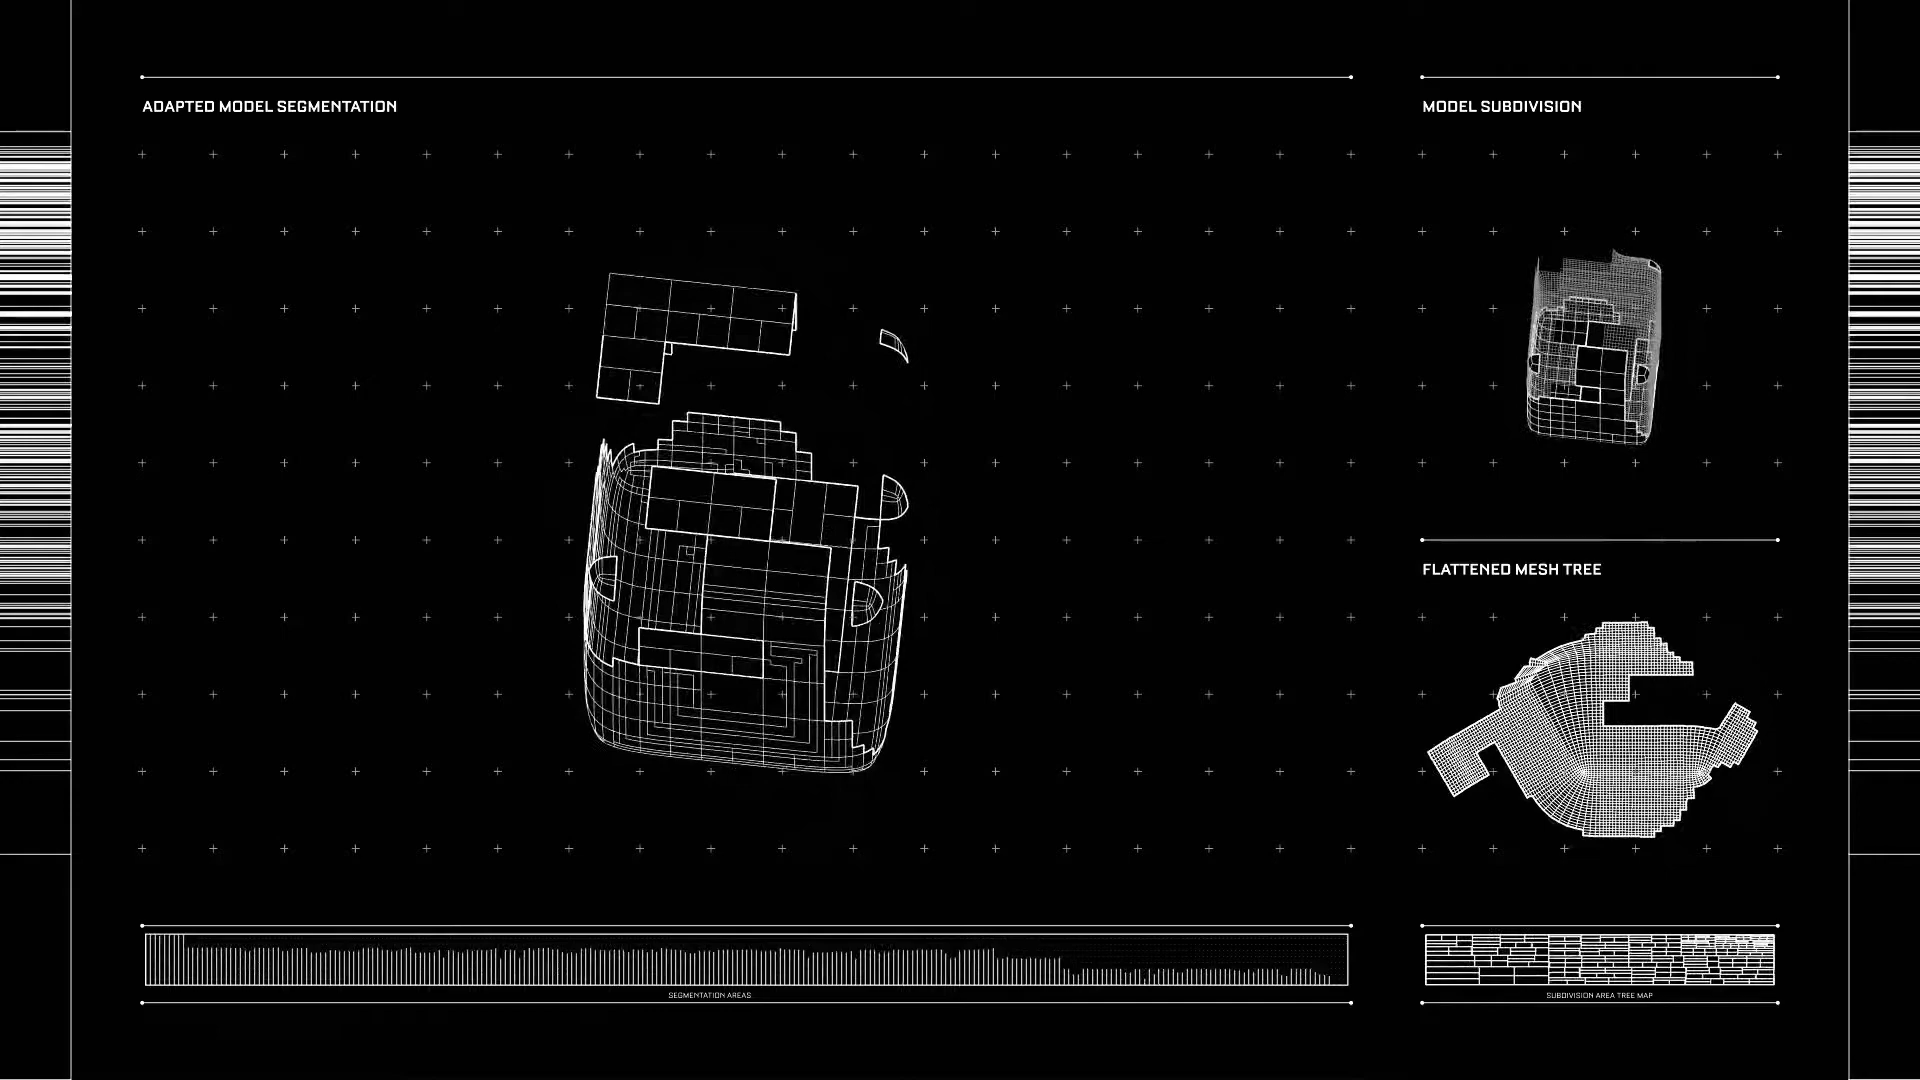 ADAPTED MODEL SEGMENTATION
MODEL SUBDIVISION
FLATTENED MESH TREE
SEGMENTATION AREAS
SUBDIVISION AREA TREE MAP